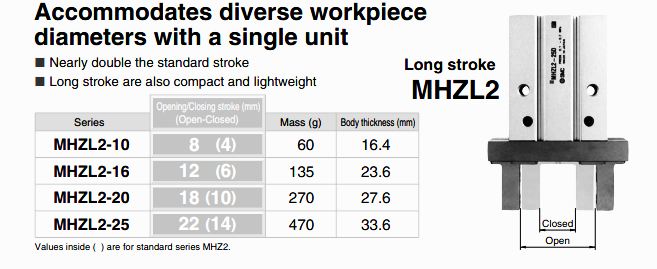 Accommodates diverse workpiece
diameters with a single unit
■ Nearly double the standard stroke
■ Long stroke are also compact and lightweight
Long stroke
MHZL2
Series Opening/Closing stroke (mm) (Open-Closed) Mass (g) Body thickness (mm)
MHZL2-10 8 (4) 60 16.4
MHZL2-16 12 (6) 135 23.6
MHZL2-20 18 (10) 270 27.6
MHZL2-25 22 (14) 470 33.6
Values inside ( ) are for standard series MHZ2.
MHZL2-25D
SMC
Closed
Open